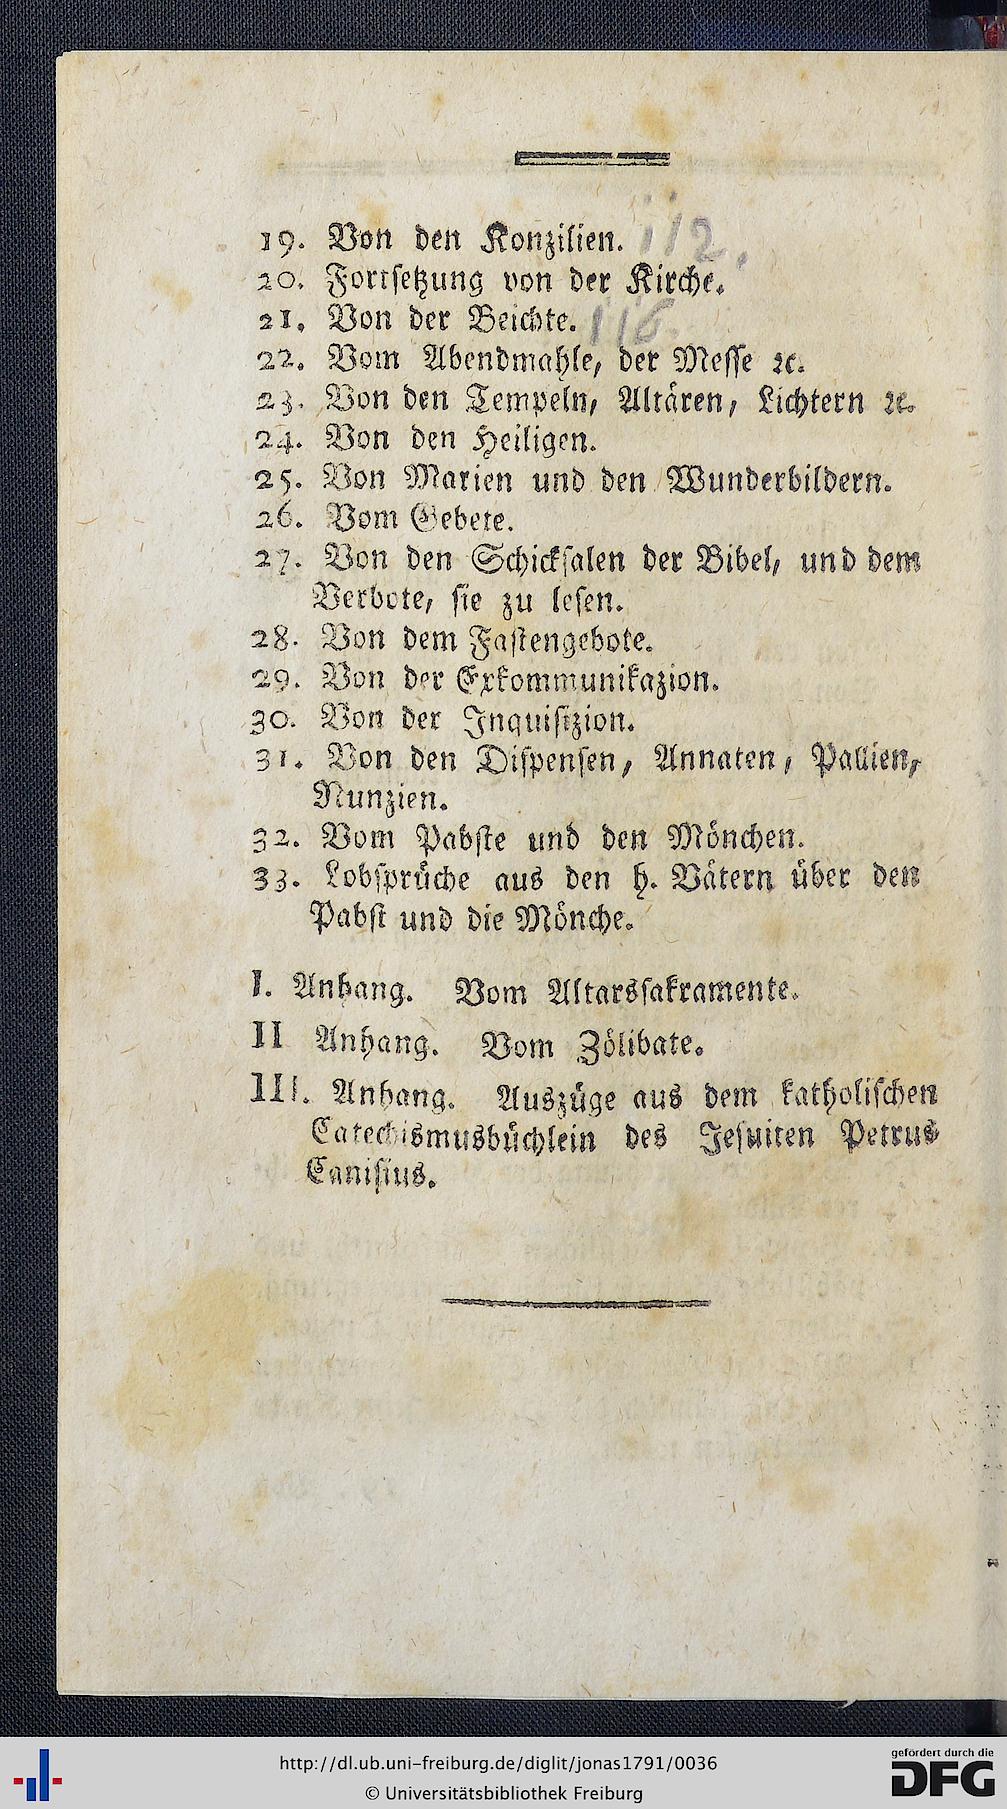 19. Von den Konzilien. 112.
20. Fortsetzung von der Kirche.
21. Von der Beichte. 116
22. Vom Abendmahle, der Messe ꝛc.
23. Von den Tempeln, Altären, Lichtern ꝛc.
24. Von den Heiligen.
25. Von Marien und den Wunderbildern.
26. Vom Gebete.
27. Von den Schicksalen der Bibel, und dem
Verbote, sie zu lesen.
28. Von dem Fastengebote.
29. Von der Exkommunikazion.
30. Von der Inquisizion.
31. Von den Dispensen, Annaten, Pallien,
Nunzien.
32. Vom Pabste und den Mönchen.
33. Lobsprüche aus den h. Vätern über den
Pabst und die Mönche.
I. Anhang. Vom Altarssakramente.
II Anhang. Vom Zölibate.
III. Anhang. Auszüge aus dem katholischen
Catechismusbüchlein des Jesuiten Petrus
Canisius.
http://dl.ub.uni-freiburg.de/diglit/jonas1791/0036
© Universitätsbibliothek Freiburg
gefördert durch die
DFG